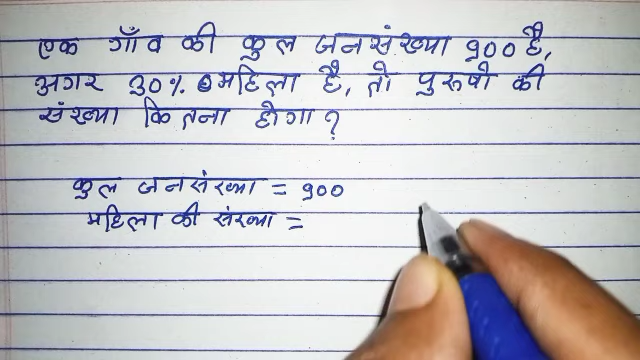 एक गाँव की कुल जनसंख्या 900 है,
अगर 30% महिला है, तो पुरुषो की
संख्या कितना होगा ?
कुल जनसंख्या = 900
महिला की संख्या =